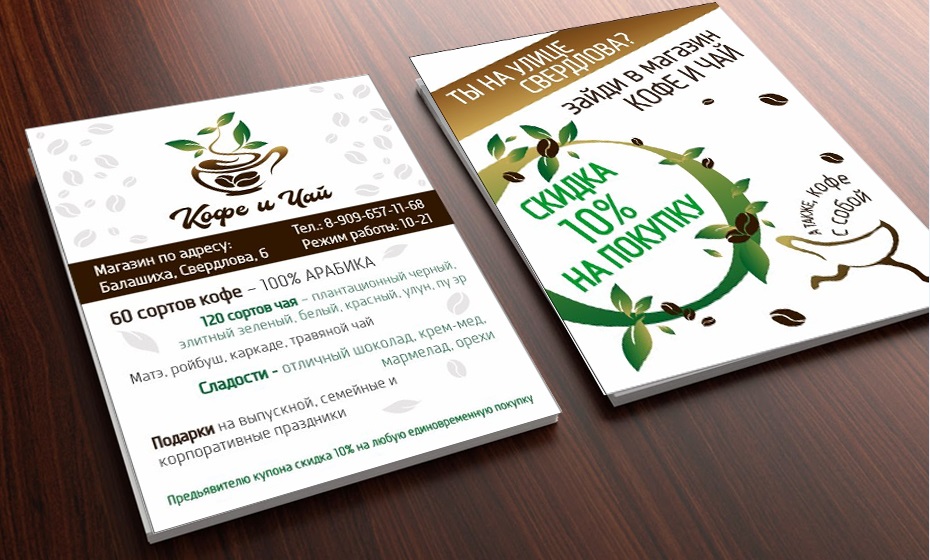 Кофе и Чай
Магазин по адресу:
Балашиха, Свердлова, 6
Тел.: 8-909-657-11-68
Режим работы: 10-21
60 сортов кофе – 100% АРАБИКА
120 сортов чая – плантационный черный,
элитный зеленый, белый, красный, улун, пу эр
Матэ, ройбуш, каркаде, травяной чай
Сладости - отличный шоколад, крем-мед,
мармелад, орехи
Подарки на выпускной, семейные и
корпоративные праздники
Предьявителю купона скидка 10% на любую единовременную покупку
ТЫ НА УЛИЦЕ
СВЕРДЛОВА?
зайди в магазин
КОФЕ И ЧАЙ
СКИДКА
10%
НА ПОКУПКУ
А ТАКЖЕ, КОФЕ
С СОБОЙ